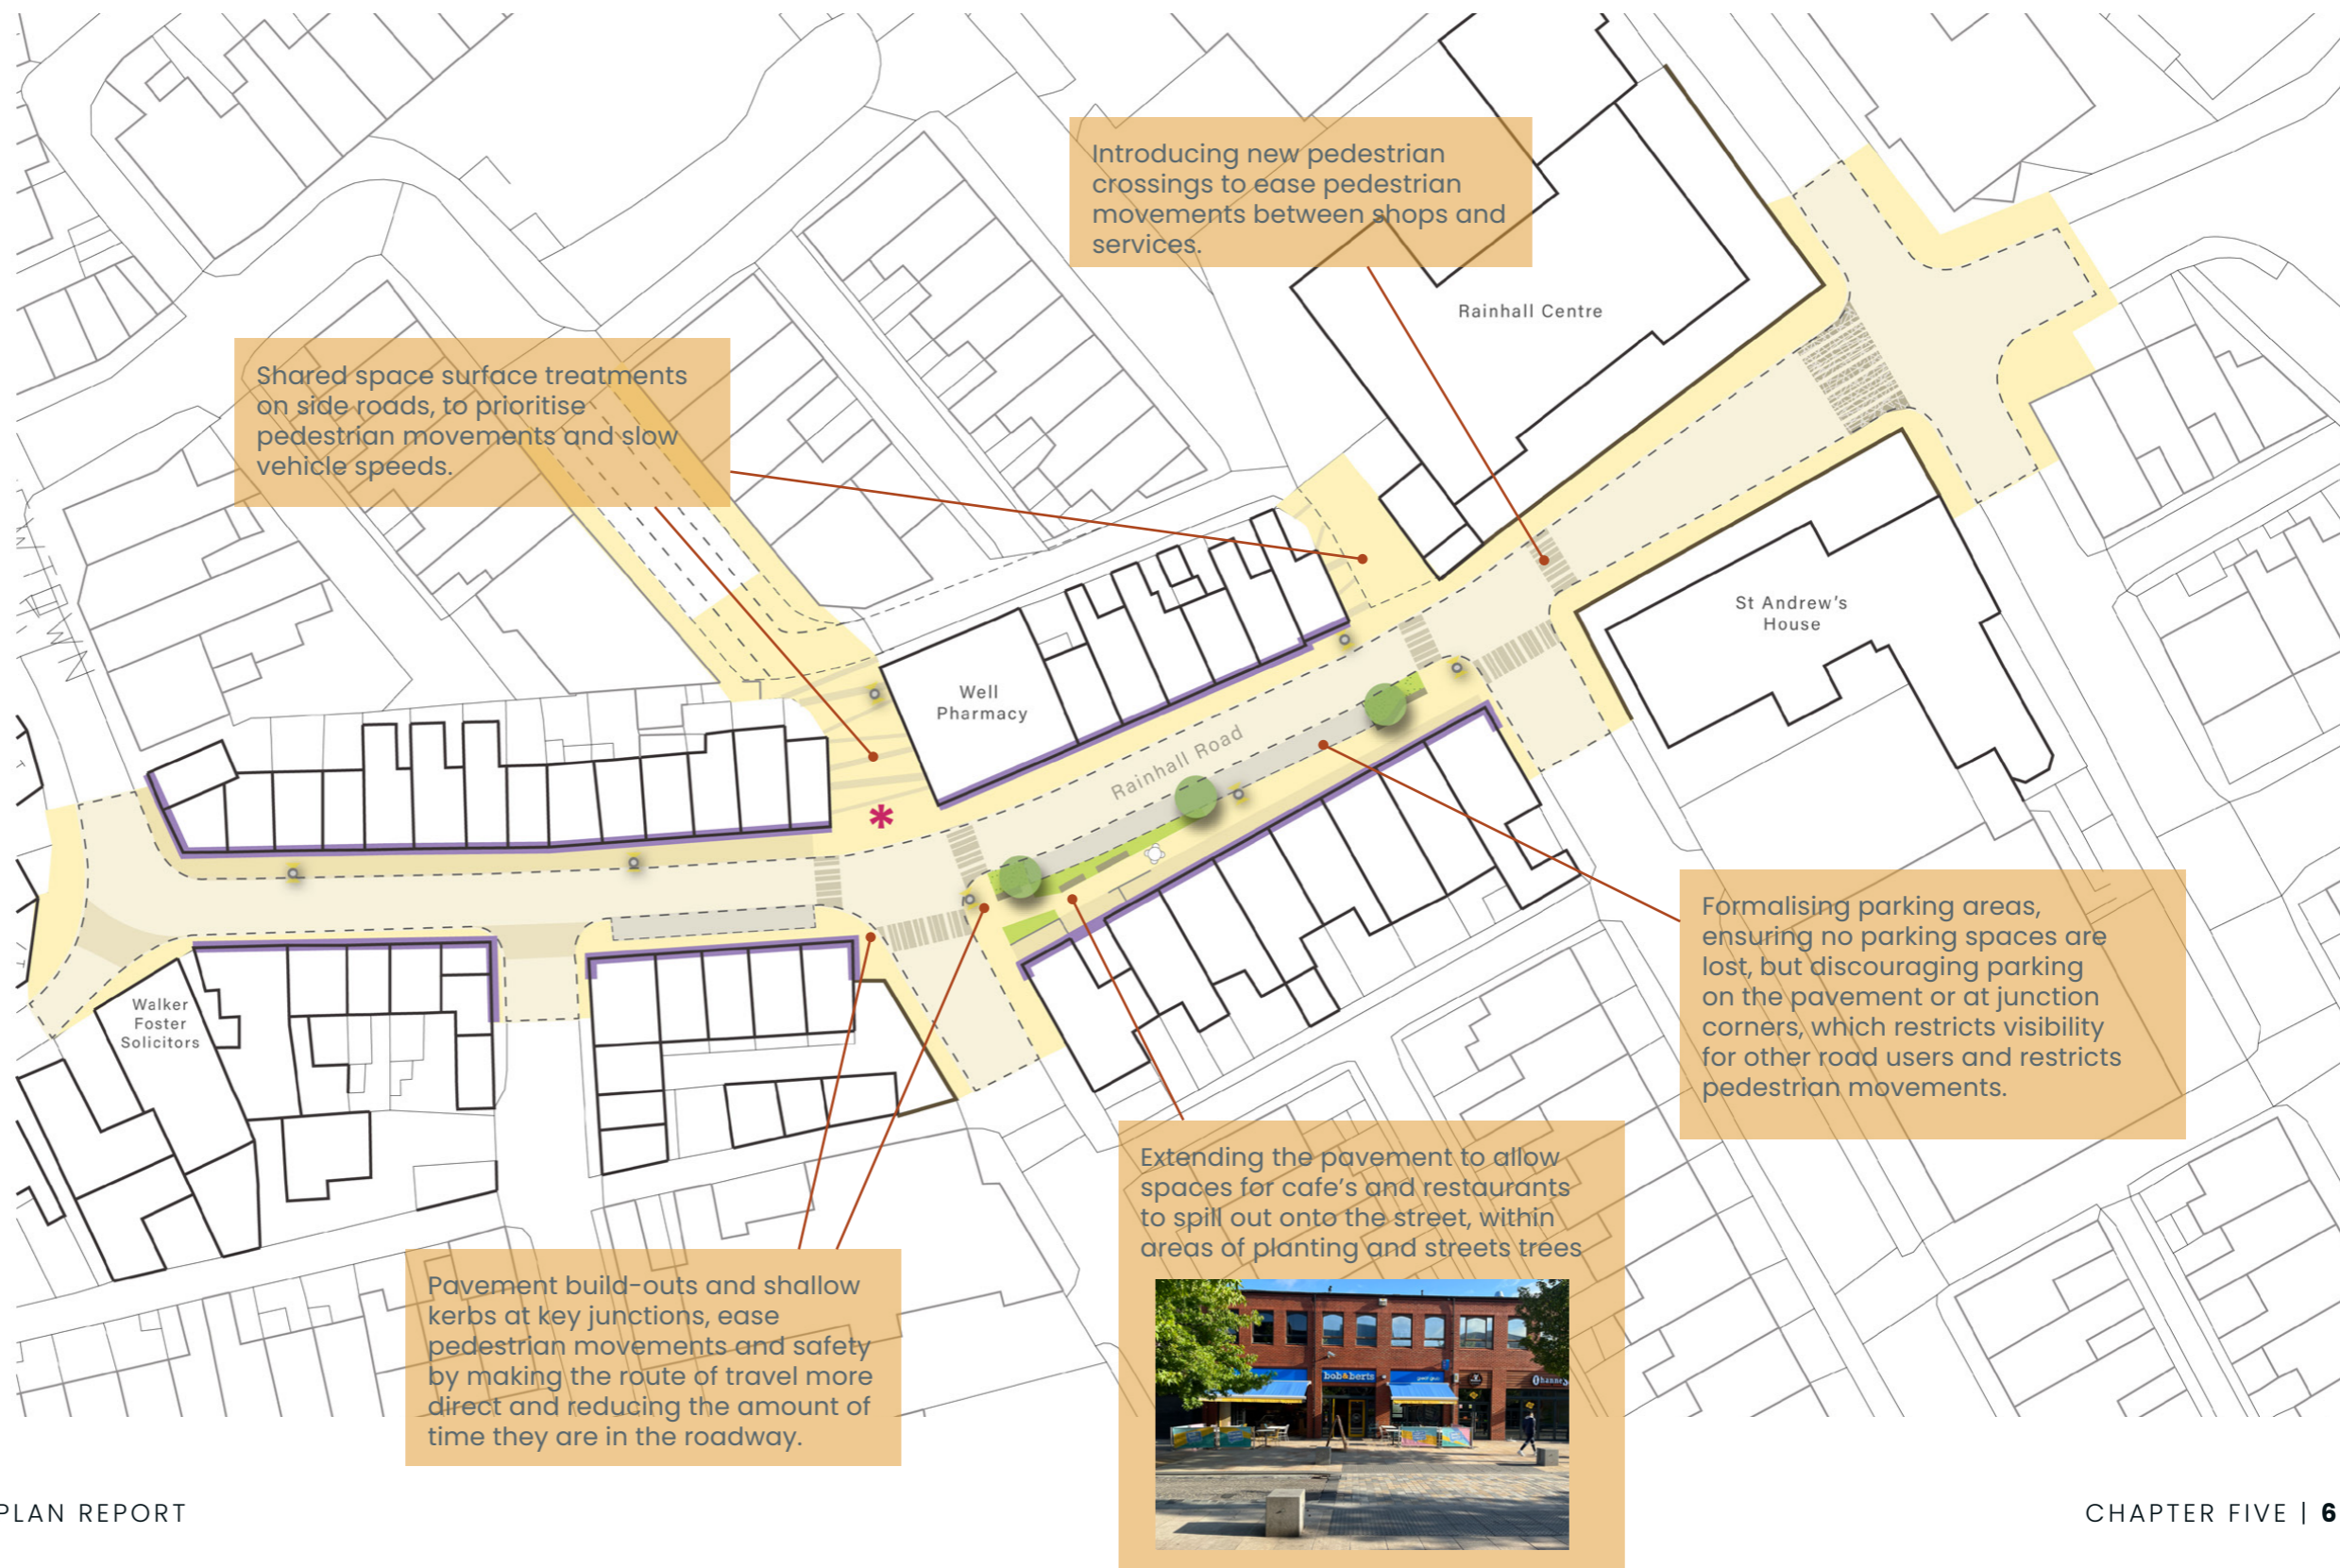 Introducing new pedestrian
crossings to ease pedestrian
movements between shops and
services.
Rainhall Centre
Shared space surface treatments
on side roads, to prioritise
pedestrian movements and slow
vehicle speeds.
St Andrew's
House
Well
Pharmacy
Rainhall Road
*
Walker
Foster
Solicitors
Formalising parking areas,
ensuring no parking spaces are
lost, but discouraging parking
on the pavement or at junction
corners, which restricts visibility
for other road users and restricts
pedestrian movements.
Extending the pavement to allow
spaces for cafe's and restaurants
to spill out onto the street, within
areas of planting and streets trees
bob&berts
Pavement build-outs and shallow
kerbs at key junctions, ease
pedestrian movements and safety
by making the route of travel more
direct and reducing the amount of
time they are in the roadway.
PLAN REPORT
CHAPTER FIVE | 6